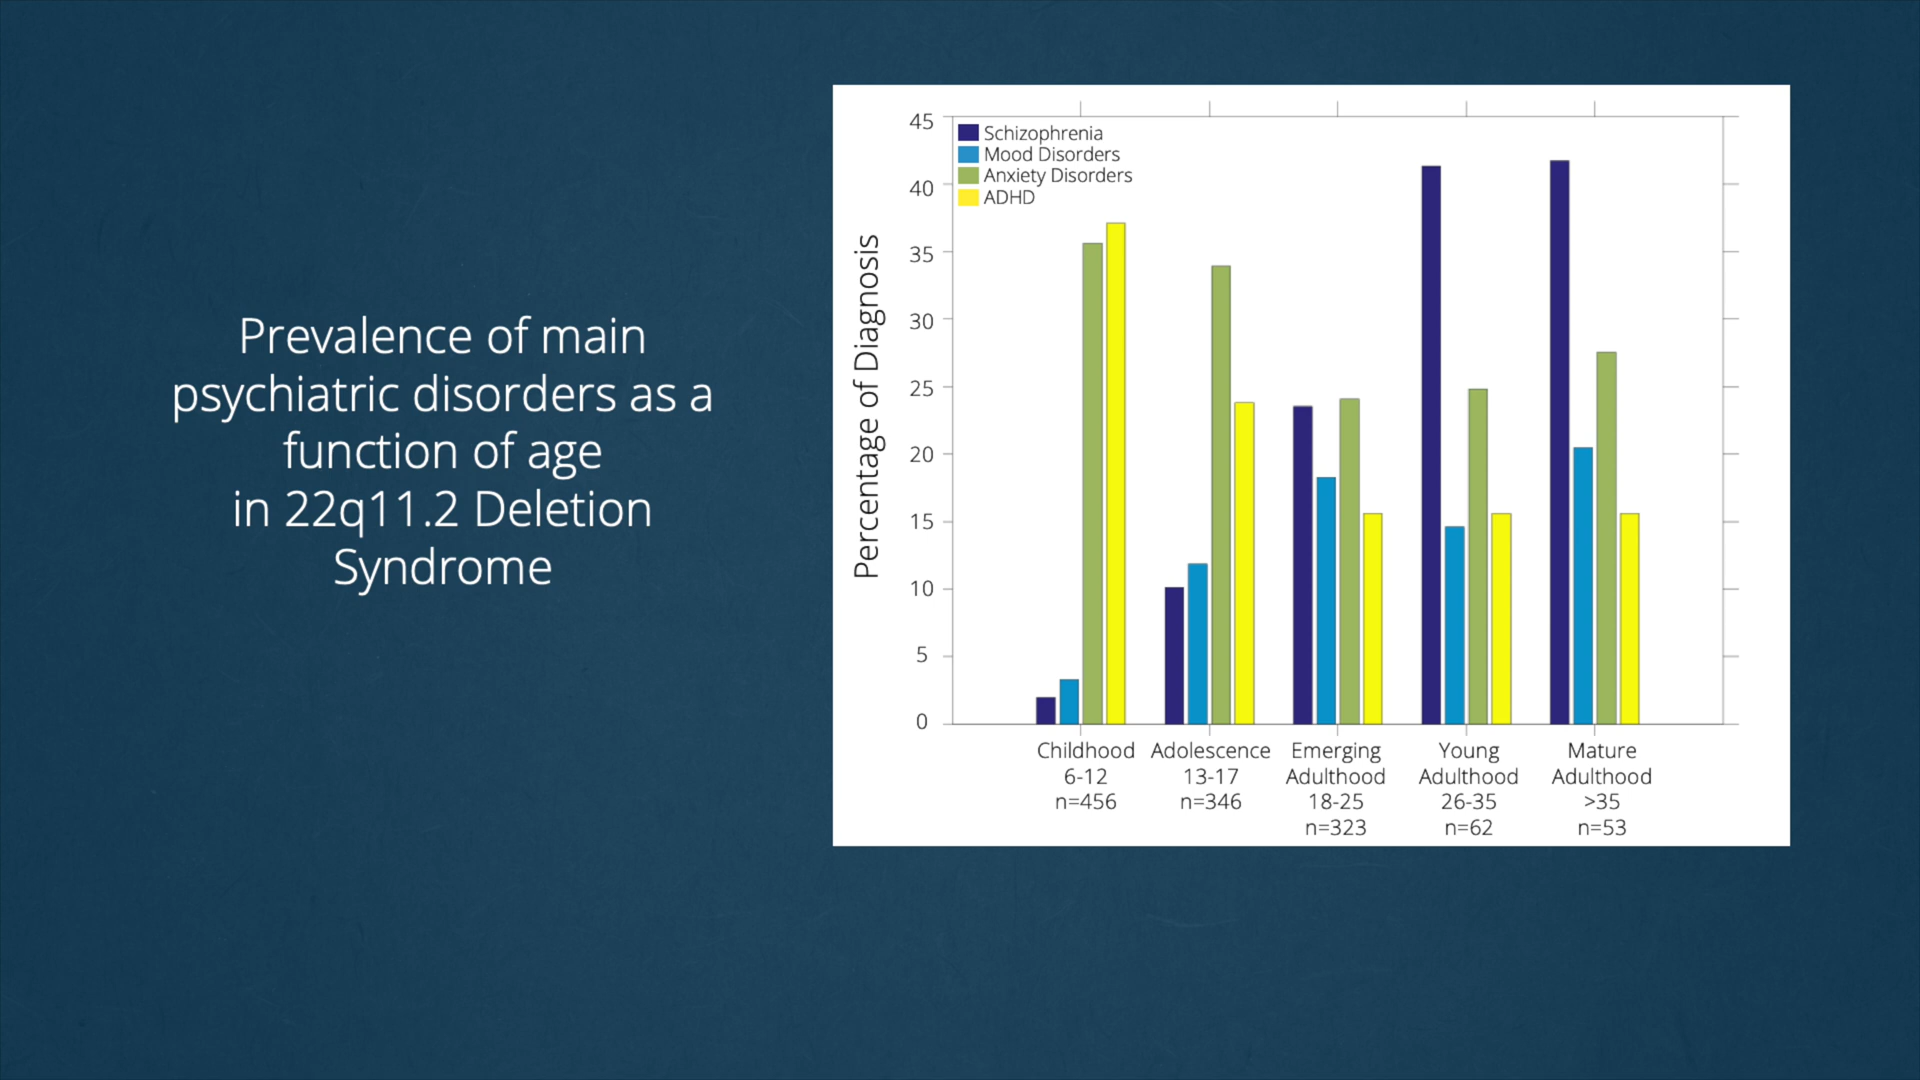 Prevalence of main
psychiatric disorders as a
function of age
in 22q11.2 Deletion
Syndrome
Schizophrenia
Mood Disorders
Anxiety Disorders
ADHD
Percentage of Diagnosis
45
40
35
30
25
20
15
10
5
0
Childhood
6-12
n=456
Adolescence
13-17
n=346
Emerging
Adulthood
18-25
n=323
Young
Adulthood
26-35
n=62
Mature
Adulthood
>35
n=53